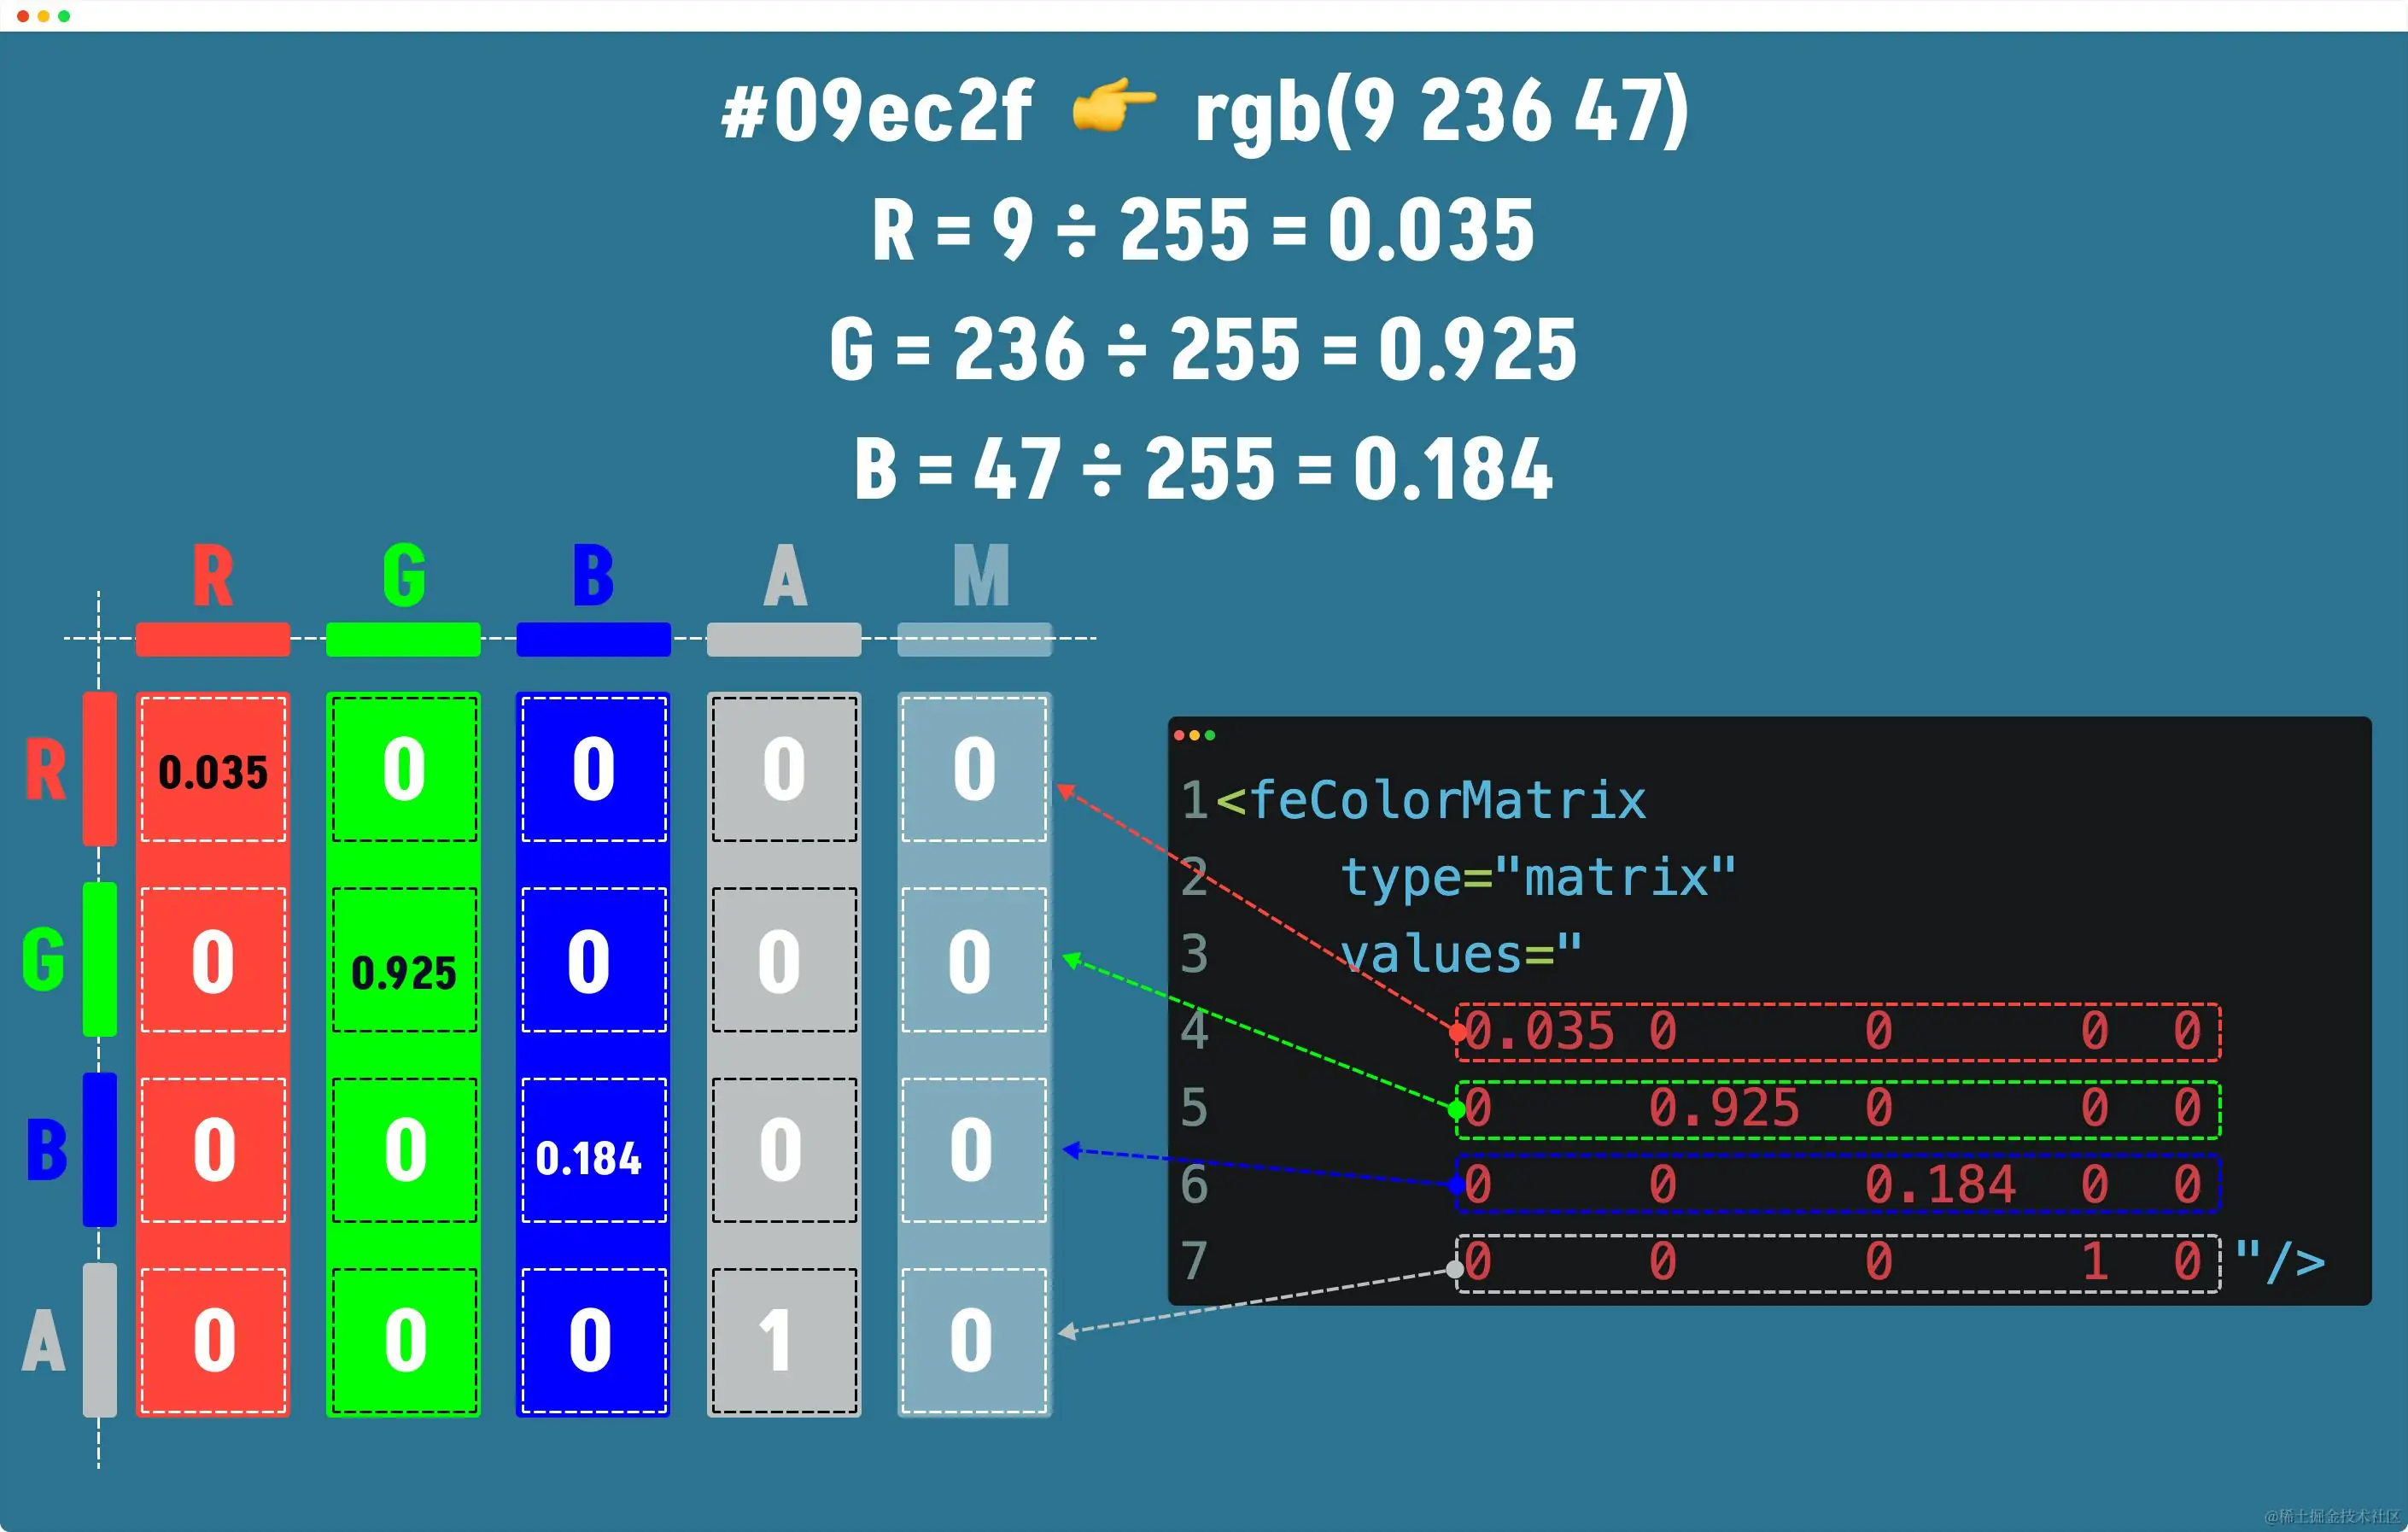 #09ec2f 👉 rgb(9 236 47)
R = 9 ÷ 255 = 0.035
G = 236 ÷ 255 = 0.925
B = 47 ÷ 255 = 0.184
R G B A M
R 0.035 0 0 0 0
G 0 0.925 0 0 0
B 0 0 0.184 0 0
A 0 0 0 1 0
1 <feColorMatrix
2 type="matrix"
3 values="
4 0.035 0 0 0 0
5 0 0.925 0 0 0
6 0 0 0.184 0 0
7 0 0 0 1 0 "/>
@稀土掘金技术社区